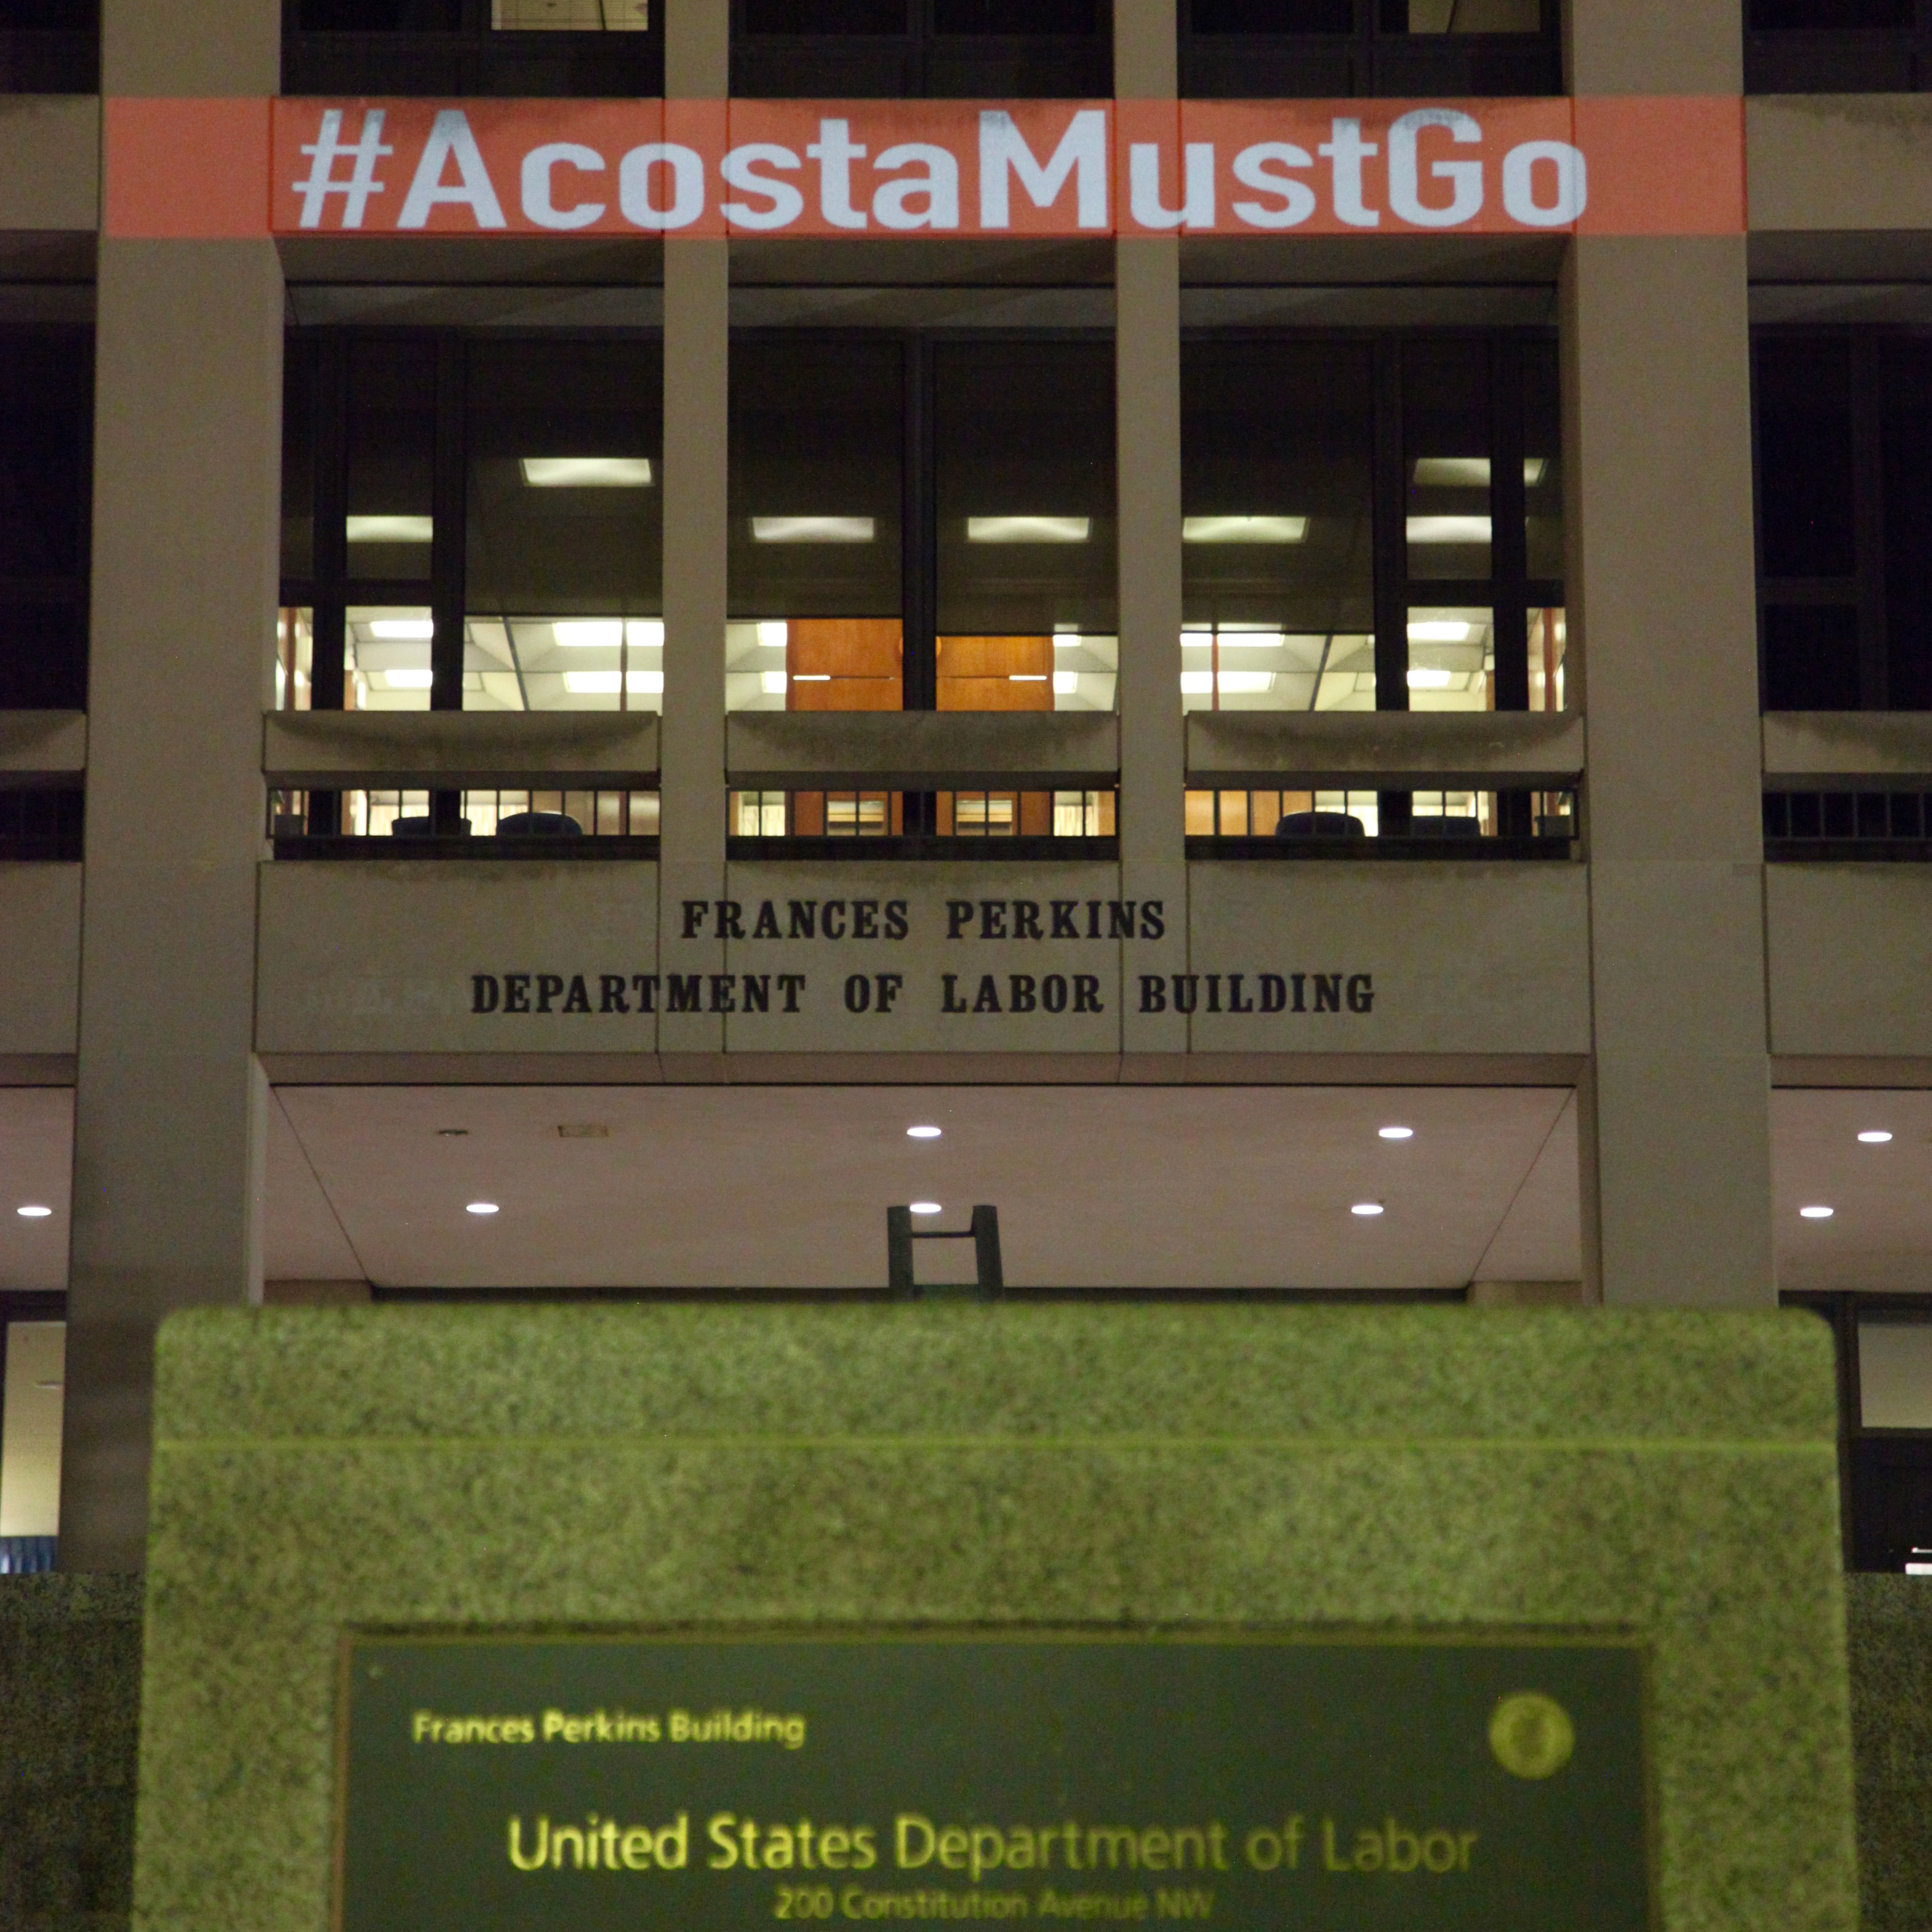 #AcostaMustGo
FRANCES PERKINS
DEPARTMENT OF LABOR BUILDING
Frances Perkins Building
United States Department of Labor
200 Constitution Avenue NW